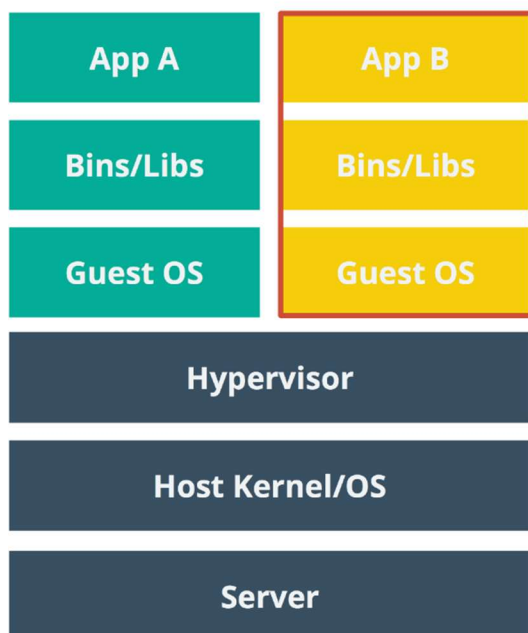 App A
App B
Bins/Libs
Bins/Libs
Guest OS
Guest OS
Hypervisor
Host Kernel/OS
Server